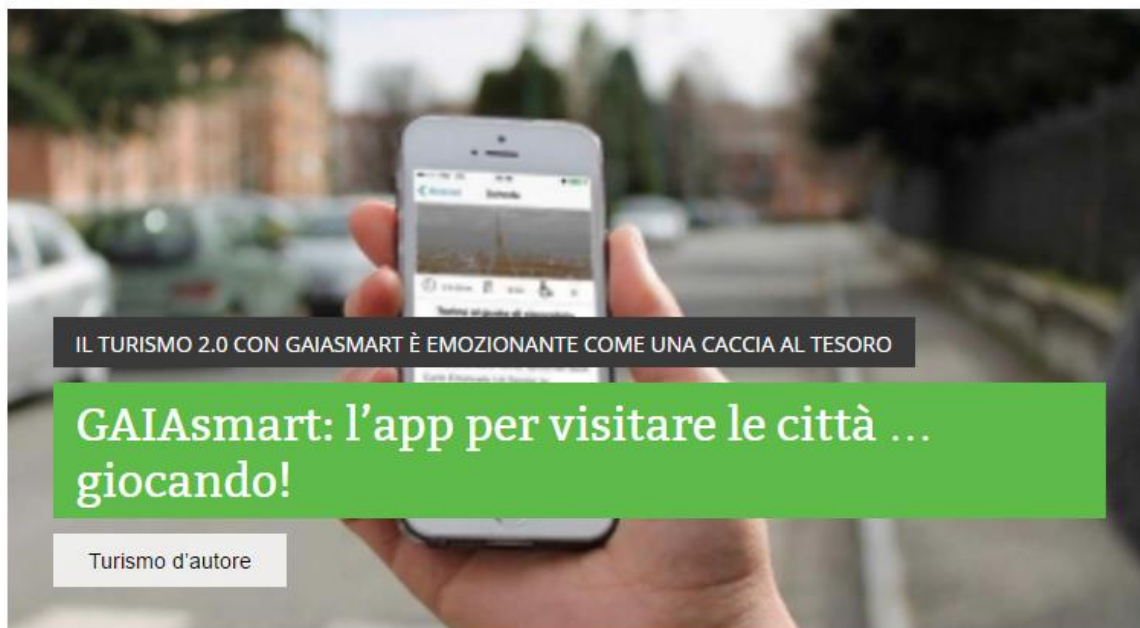 IL TURISMO 2.0 CON GAIASMART È EMOZIONANTE COME UNA CACCIA AL TESORO
GAIAsmart: l’app per visitare le città …
giocando!
Turismo d’autore